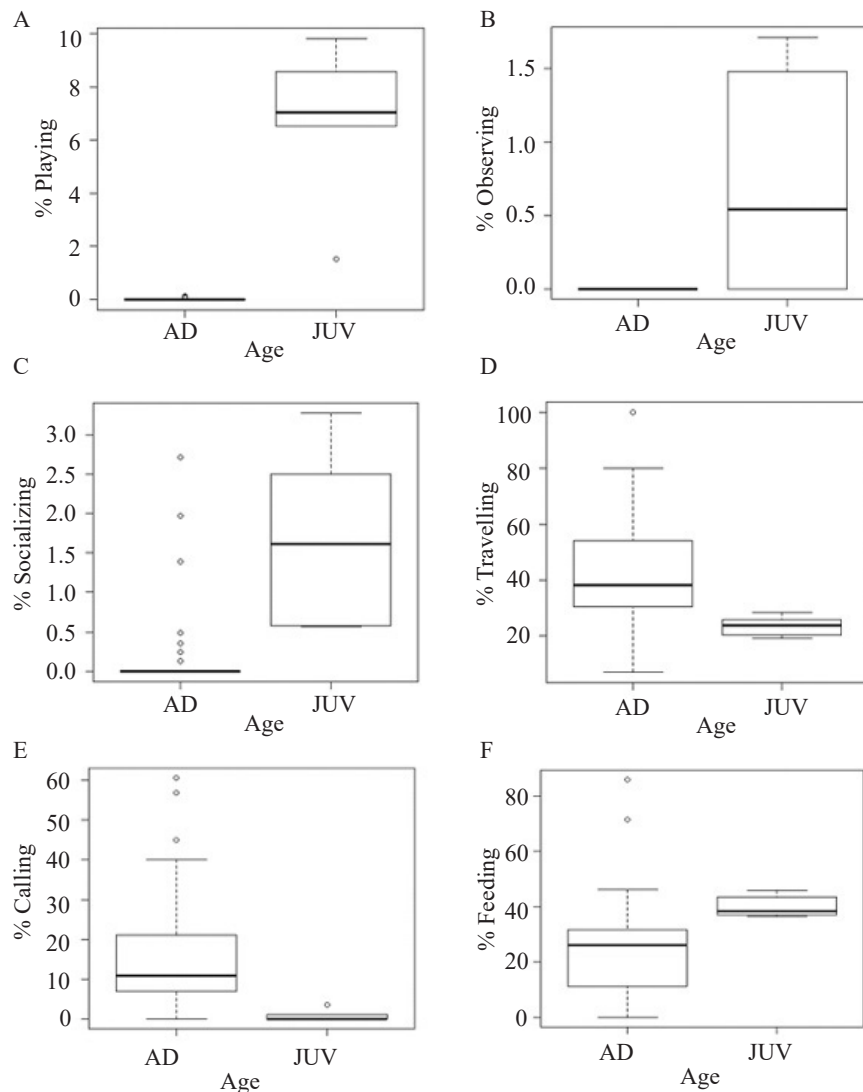 A
10
8
6
4
2
0
% Playing
AD
JUV
Age
B
1.5
1.0
0.5
0.0
% Observing
AD
JUV
Age
C
3.0
2.5
2.0
1.5
1.0
0.5
0.0
% Socializing
AD
JUV
Age
D
100
80
60
40
20
% Travelling
AD
JUV
Age
E
60
50
40
30
20
10
0
% Calling
AD
JUV
Age
F
80
60
40
20
0
% Feeding
AD
JUV
Age